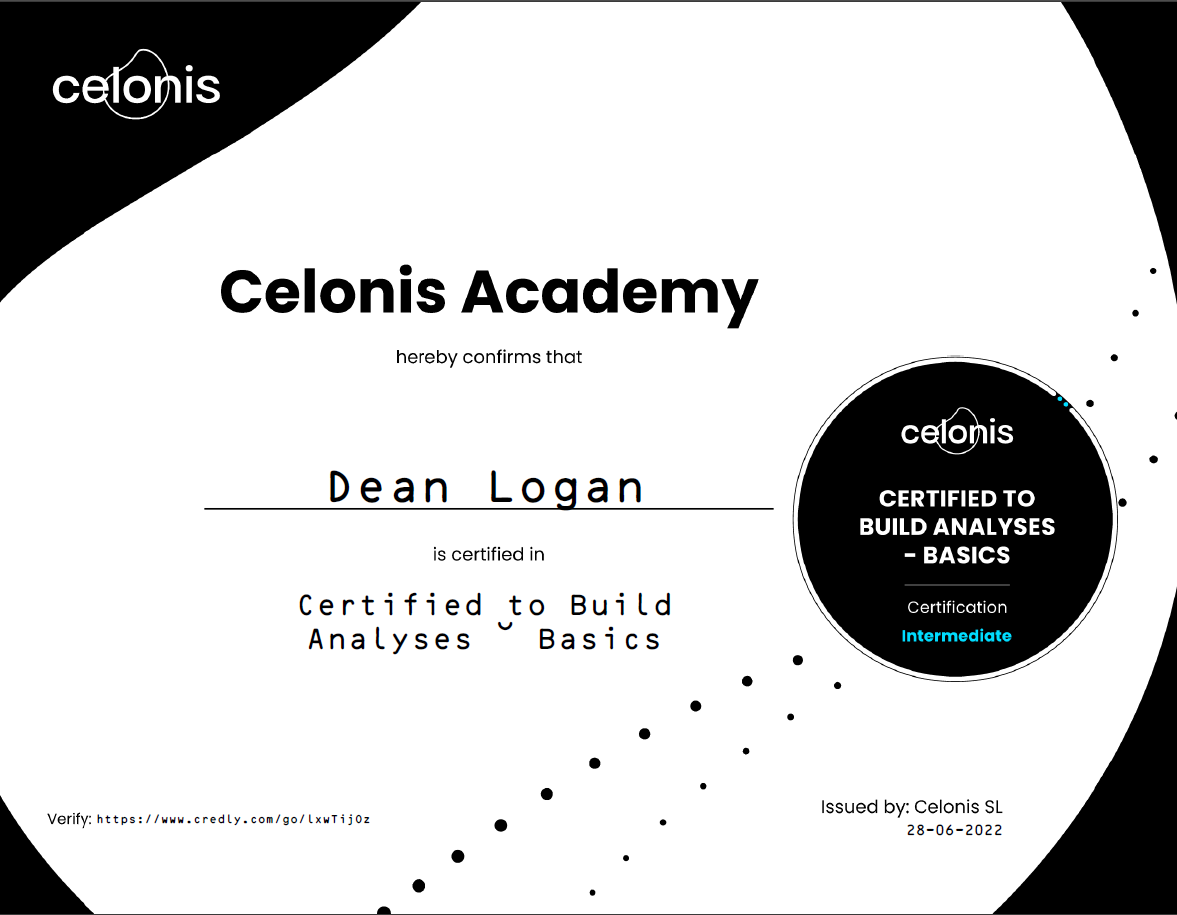 celonis
Celonis Academy
hereby confirms that
Dean Logan
is certified in
Certified to Build
Analyses ˘ Basics
celonis
CERTIFIED TO
BUILD ANALYSES
- BASICS
Certification
Intermediate
Verify: https://www.credly.com/go/lxwTij0z
Issued by: Celonis SL
28-06-2022